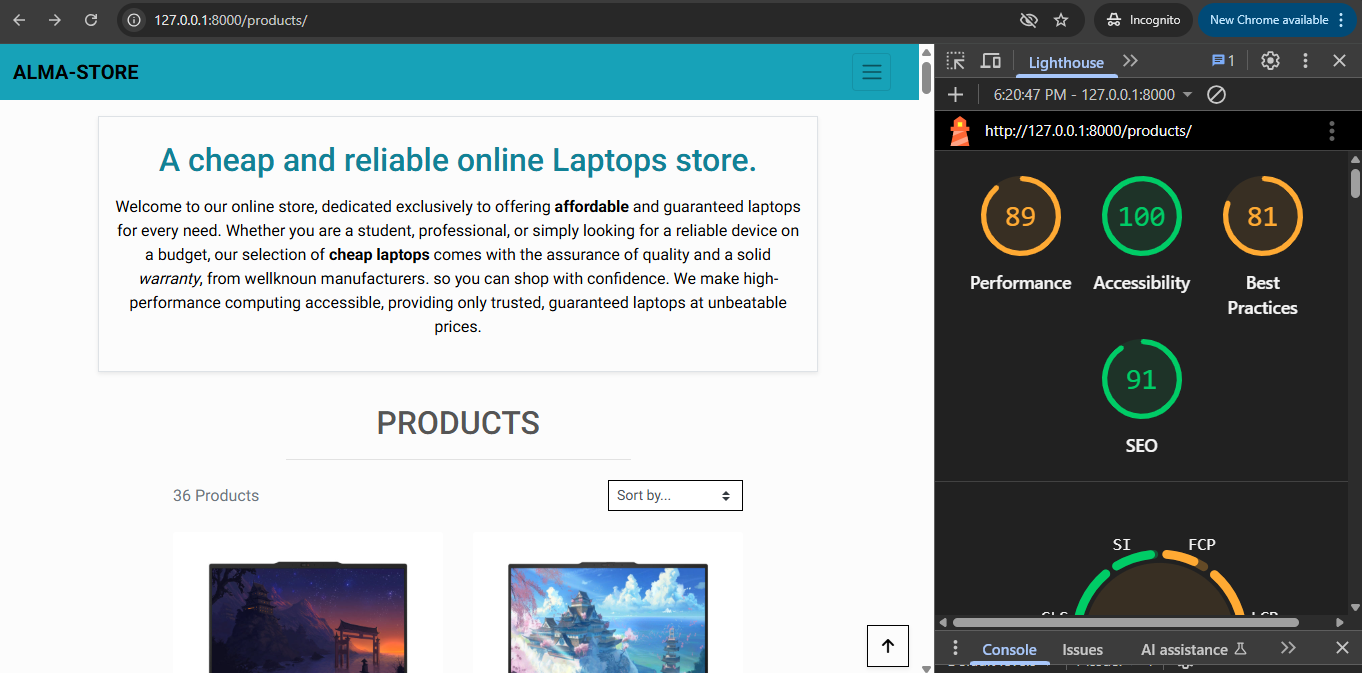 127.0.0.1:8000/products/
Incognito
New Chrome available
ALMA-STORE
A cheap and reliable online Laptops store.
Welcome to our online store, dedicated exclusively to offering affordable and guaranteed laptops
for every need. Whether you are a student, professional, or simply looking for a reliable device on
a budget, our selection of cheap laptops comes with the assurance of quality and a solid
warranty, from wellknoun manufacturers. so you can shop with confidence. We make high-
performance computing accessible, providing only trusted, guaranteed laptops at unbeatable
prices.
PRODUCTS
36 Products
Sort by...
Lighthouse
1
6:20:47 PM - 127.0.0.1:8000
http://127.0.0.1:8000/products/
89
100
81
Performance
Accessibility
Best
Practices
91
SEO
SI
FCP
Console
Issues
AI assistance